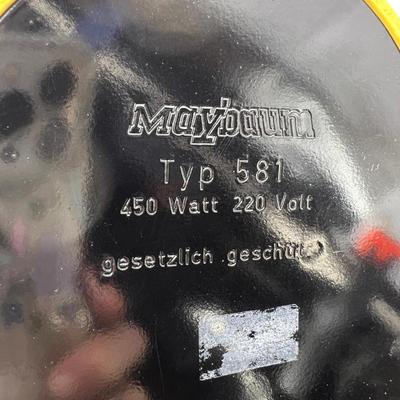 Maybaum
Typ 581
450 Watt 220 Volt
gesetzlich